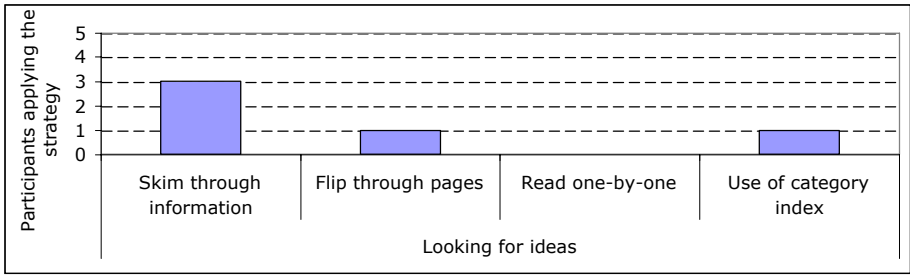 Participants applying the
strategy
5
4
3
2
1
0
Skim through
information
Flip through pages
Read one-by-one
Use of category
index
Looking for ideas